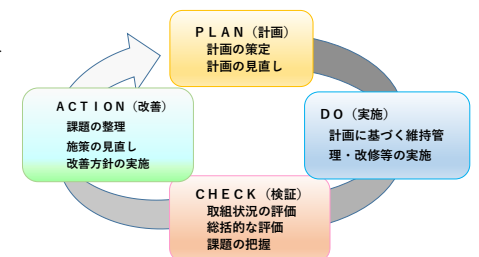 ＰＬＡＮ（計画）
計画の策定
計画の見直し
ＤＯ（実施）
計画に基づく維持管
理・改修等の実施
ＣＨＥＣＫ（検証）
取組状況の評価
総括的な評価
課題の把握
ＡＣＴＩＯＮ（改善）
課題の整理
施策の見直し
改善方針の実施